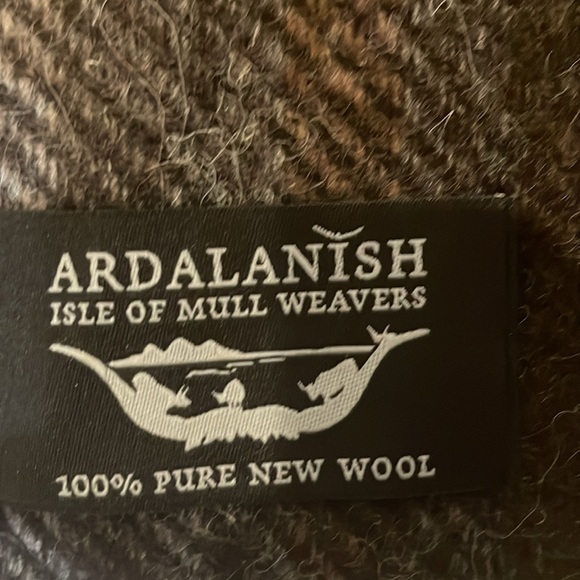 ARDALANISH
ISLE OF MULL WEAVERS
100% PURE NEW WOOL